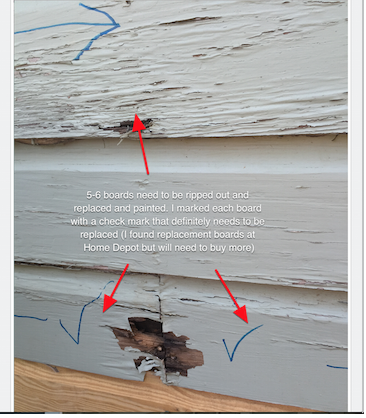 5-6 boards need to be ripped out and
replaced and painted. I marked each board
with a check mark that definitely needs to be
replaced (I found replacement boards at
Home Depot but will need to buy more)